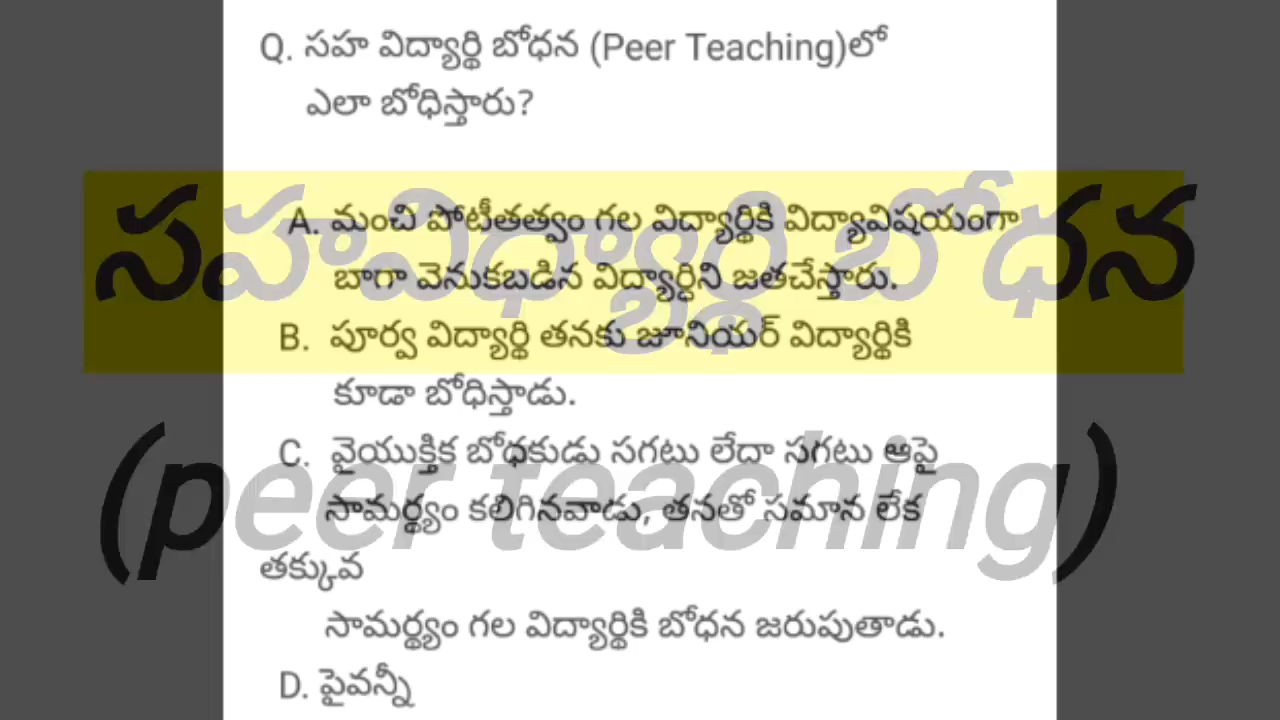 Q. సహ విద్యార్థి బోధన (Peer Teaching)లో
ఎలా బోధిస్తారు?
సహవిద్యార్థి బోధన
A. మంచి పోటీతత్వం గల విద్యార్థికి విద్యావిషయంగా
బాగా వెనుకబడిన విద్యార్థిని జతచేస్తారు.
B. పూర్వ విద్యార్థి తనకు జూనియర్ విద్యార్థికి
కూడా బోధిస్తాడు.
C. వైయుక్తిక బోధకుడు సగటు లేదా సగటు ఆపై
(peer teaching)
సామర్థ్యం కలిగినవాడు, తనతో సమాన లేక
తక్కువ
సామర్థ్యం గల విద్యార్థికి బోధన జరుపుతాడు.
D. పైవన్నీ